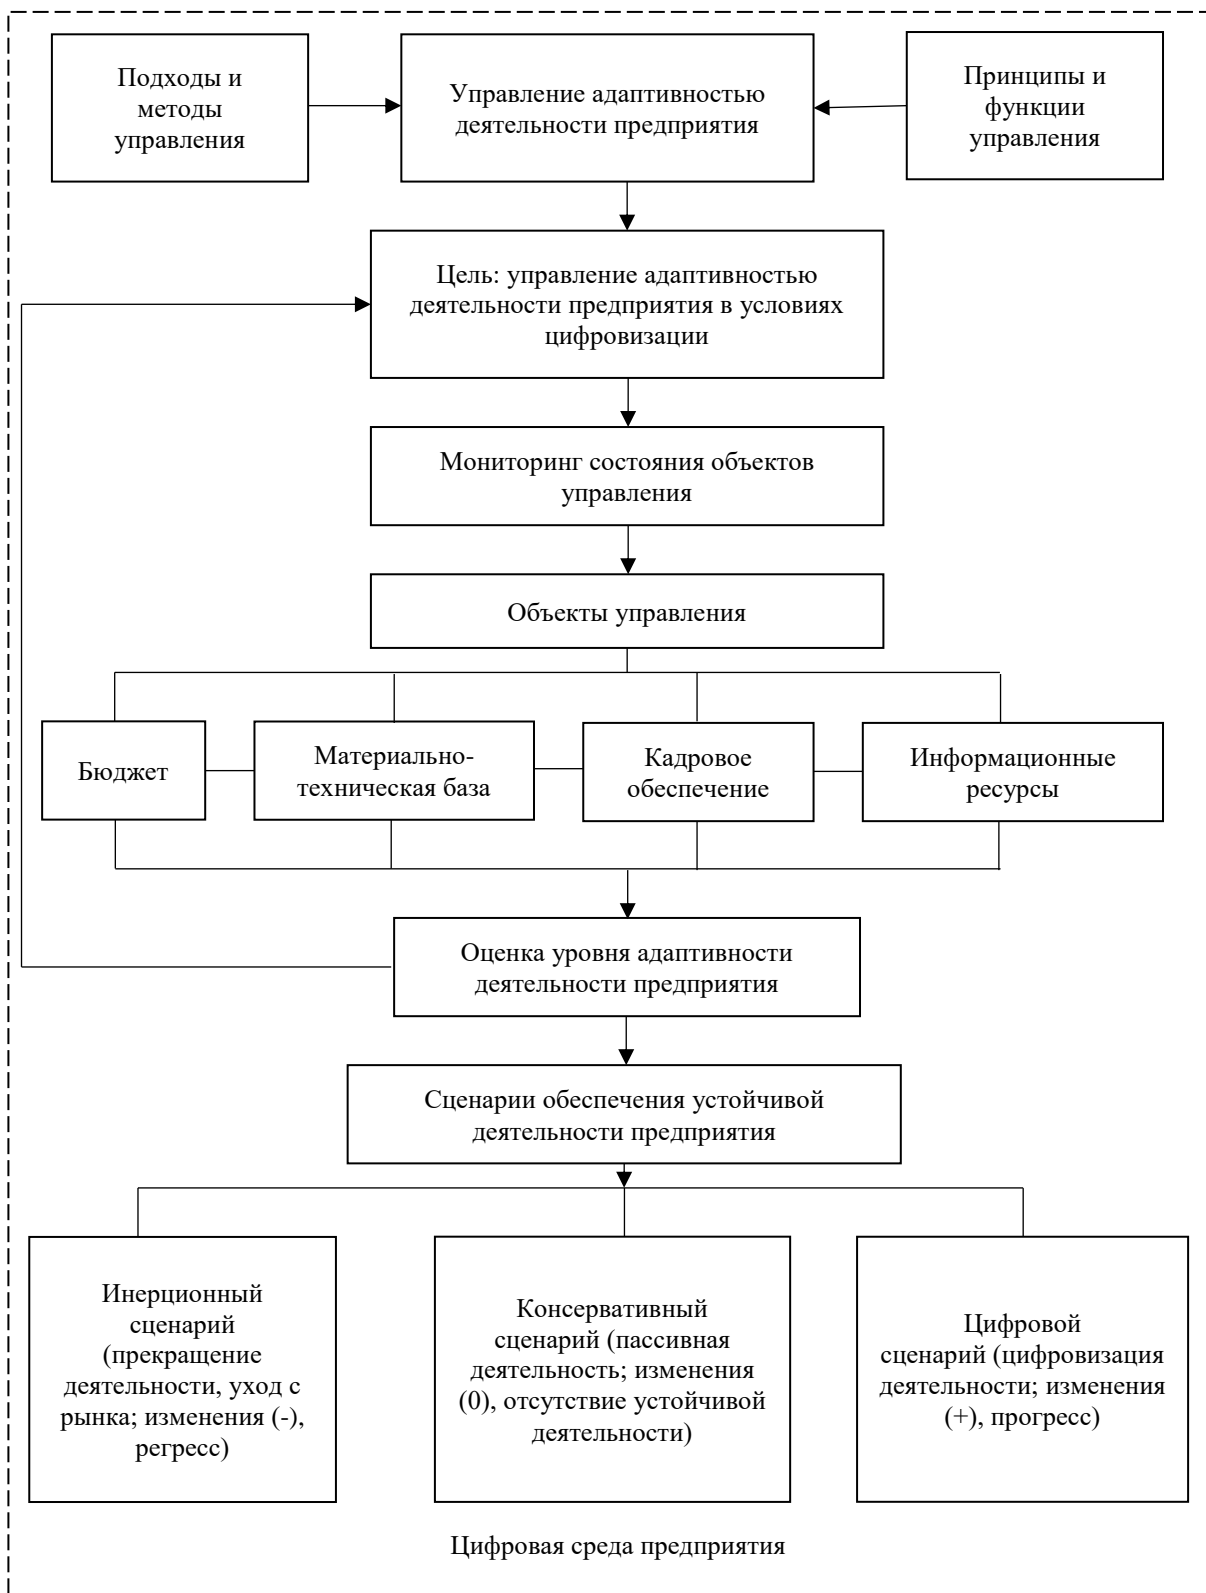 Подходы и
методы
управления
Управление адаптивностью
деятельности предприятия
Принципы и
функции
управления
Цель: управление адаптивностью
деятельности предприятия в условиях
цифровизации
Мониторинг состояния объектов
управления
Объекты управления
Бюджет
Материально-
техническая база
Кадровое
обеспечение
Информационные
ресурсы
Оценка уровня адаптивности
деятельности предприятия
Сценарии обеспечения устойчивой
деятельности предприятия
Инерционный
сценарий
(прекращение
деятельности, уход с
рынка; изменения (-),
регресс)
Консервативный
сценарий (пассивная
деятельность; изменения
(0), отсутствие устойчивой
деятельности)
Цифровой
сценарий (цифровизация
деятельности; изменения
(+), прогресс)
Цифровая среда предприятия